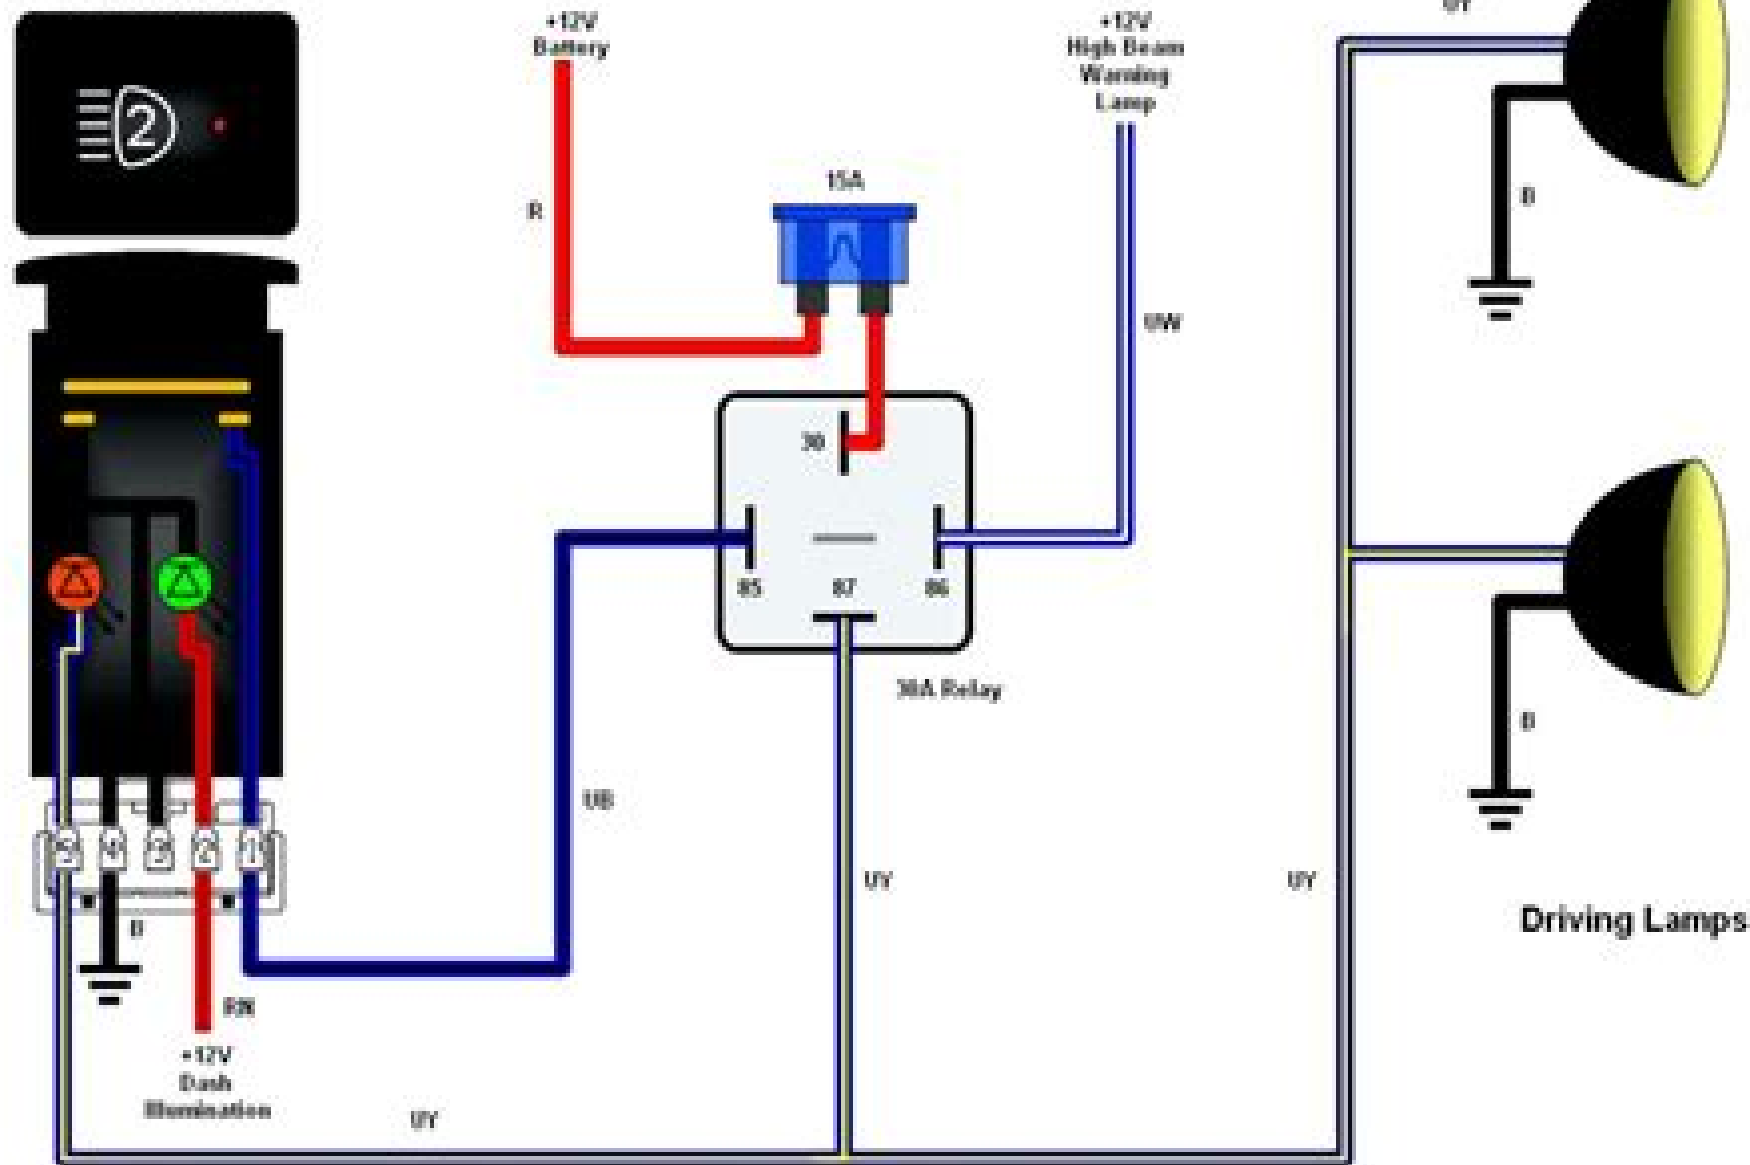 UY
+12V
Battery
+12V
High Beam
Warning
Lamp
2
15A
R
B
UW
30
85
87
86
30A Relay
B
UB
5
4
3
2
1
UY
UY
Driving Lamps
B
RN
+12V
Dash
Illumination
UY